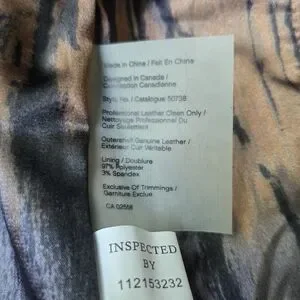 Made in China / Fait En Chine
Designed in Canada /
Conception Canadienne
Style No. / Catalogue 50738
Professional Leather Clean Only /
Nettoyage Professionnel Du
Cuir Seulement
Outershell Genuine Leather /
Extérieur Cuir Véritable
Lining / Doublure
97% Polyester
3% Spandex
Exclusive Of Trimmings /
Garniture Exclue
CA 02558
INSPECTED
BY
112153232